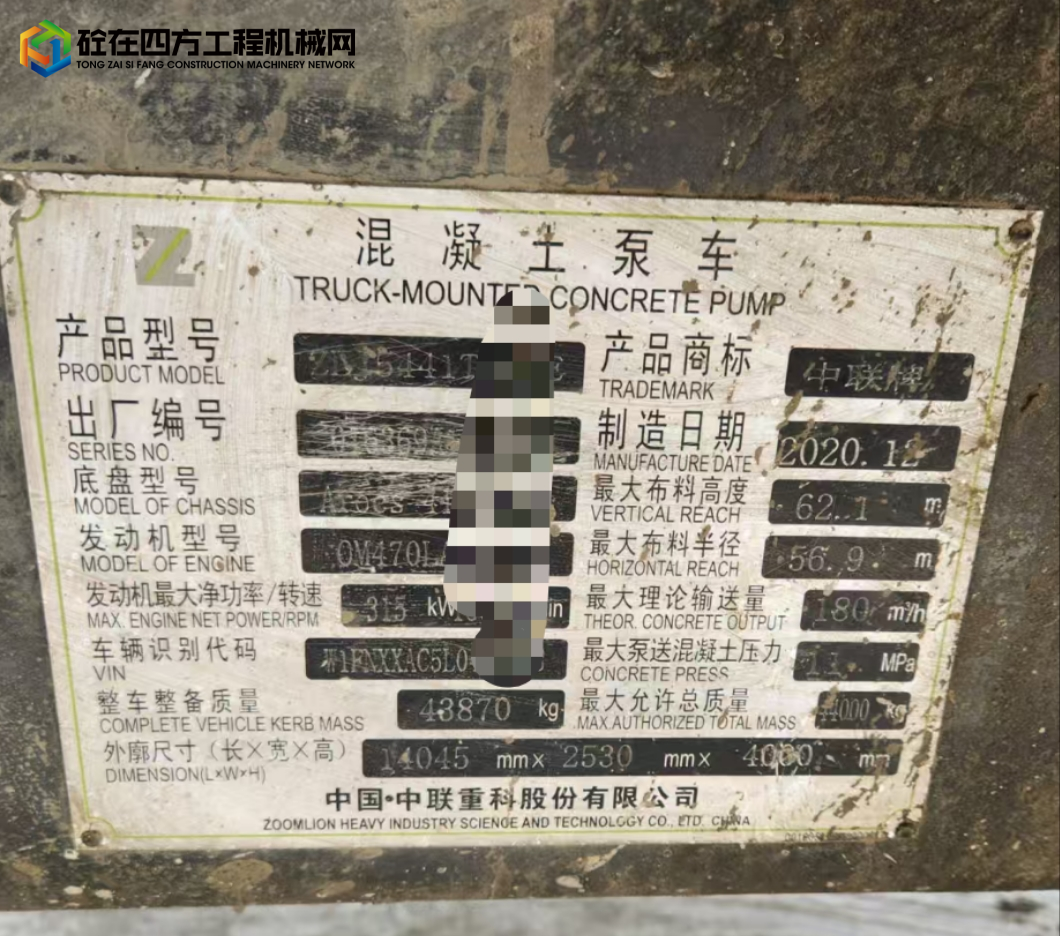 砼在四方工程机械网
TONG ZAI SI FANG CONSTRUCTION MACHINERY NETWORK
混凝土泵车
TRUCK-MOUNTED CONCRETE PUMP
产品型号
PRODUCT MODEL
产品商标 中联牌
TRADEMARK
出厂编号
SERIES NO.
制造日期 2020.12
MANUFACTURE DATE
底盘型号
MODEL OF CHASSIS
最大布料高度 62.1 m
VERTICAL REACH
发动机型号 OM470L
MODEL OF ENGINE
最大布料半径 56.9 m
HORIZONTAL REACH
发动机最大净功率/转速 315 kW
MAX. ENGINE NET POWER/RPM
最大理论输送量 180 m³/h
THEOR. CONCRETE OUTPUT
车辆识别代码
VIN
最大泵送混凝土压力 11 MPa
CONCRETE PRESS
整车整备质量 43870 kg
COMPLETE VEHICLE KERB MASS
最大允许总质量 44000 kg
MAX.AUTHORIZED TOTAL MASS
外廓尺寸（长×宽×高） 14045 mm× 2530 mm× 4000 mm
DIMENSION(L×W×H)
中国·中联重科股份有限公司
ZOOMLION HEAVY INDUSTRY SCIENGE AND TECHNOLOGY CO., LTD. CHINA